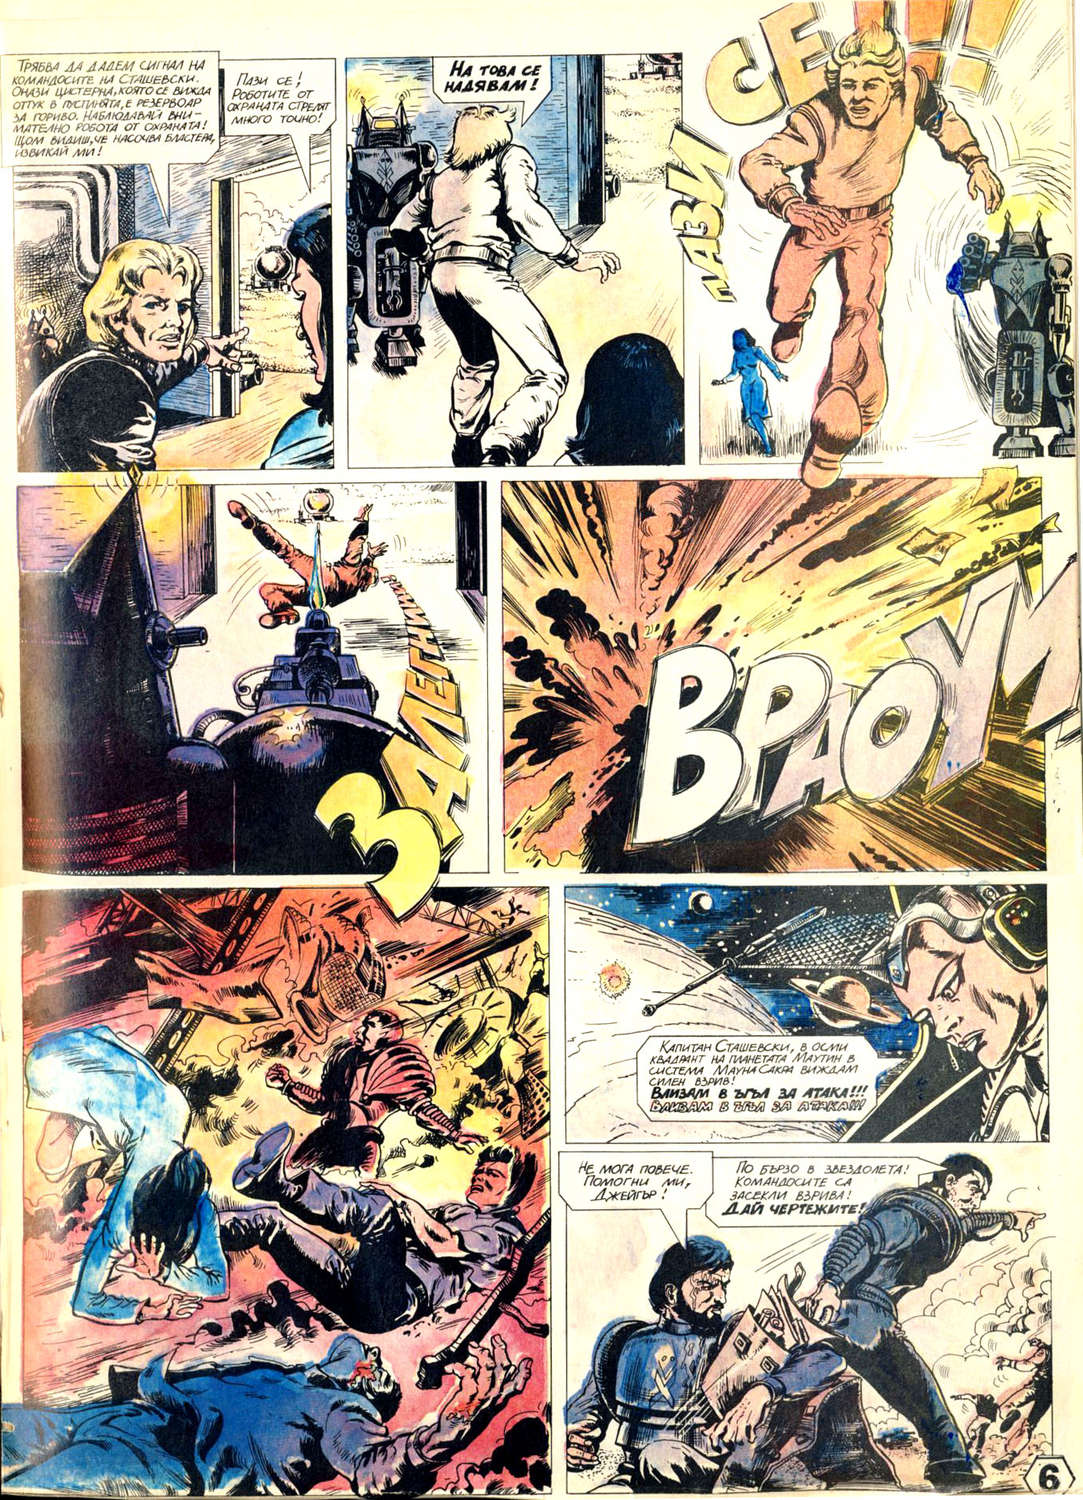 ТРЯБВА ДА ДАДЕМ СИГНАЛ НА
КОМАНДОСИТЕ НА СТАШЕВСКИ.
ОНАЗИ ЦИСТЕРНА, КОЯТО СЕ ВИЖДА
ОТТУК В ПУСТИНЯТА, Е РЕЗЕРВОАР
ЗА ГОРИВО. НАБЛЮДАВАЙ ВНИ-
МАТЕЛНО РОБОТА ОТ ОХРАНАТА!
ЩОМ ВИДИШ, ЧЕ НАСОЧВА БЛАСТЕРА,
ИЗВИКАЙ МИ!
ПАЗИ СЕ!
РОБОТИТЕ ОТ
ОХРАНАТА СТРЕЛЯТ
МНОГО ТОЧНО!
НА ТОВА СЕ
НАДЯВАМ!
ПАЗИ СЕ!!!
ЗАЛЕГНИ
ВРАОУМ
КАПИТАН СТАШЕВСКИ, В ОСМИ
КВАДРАНТ НА ПЛАНЕТАТА МАУТИН В
СИСТЕМА МАУНА САКРА ВИЖДАМ
СИЛЕН ВЗРИВ!
ВЛИЗАМ В ЪГЪЛ ЗА АТАКА!!!
ВЛИЗАМ В ЪГЪЛ ЗА АТАКА!!!
НЕ МОГА ПОВЕЧЕ.
ПОМОГНИ МИ,
ДЖЕЙГЪР!
ПО БЪРЗО В ЗВЕЗДОЛЕТА!
КОМАНДОСИТЕ СА
ЗАСЕКЛИ ВЗРИВА!
ДАЙ ЧЕРТЕЖИТЕ!
6